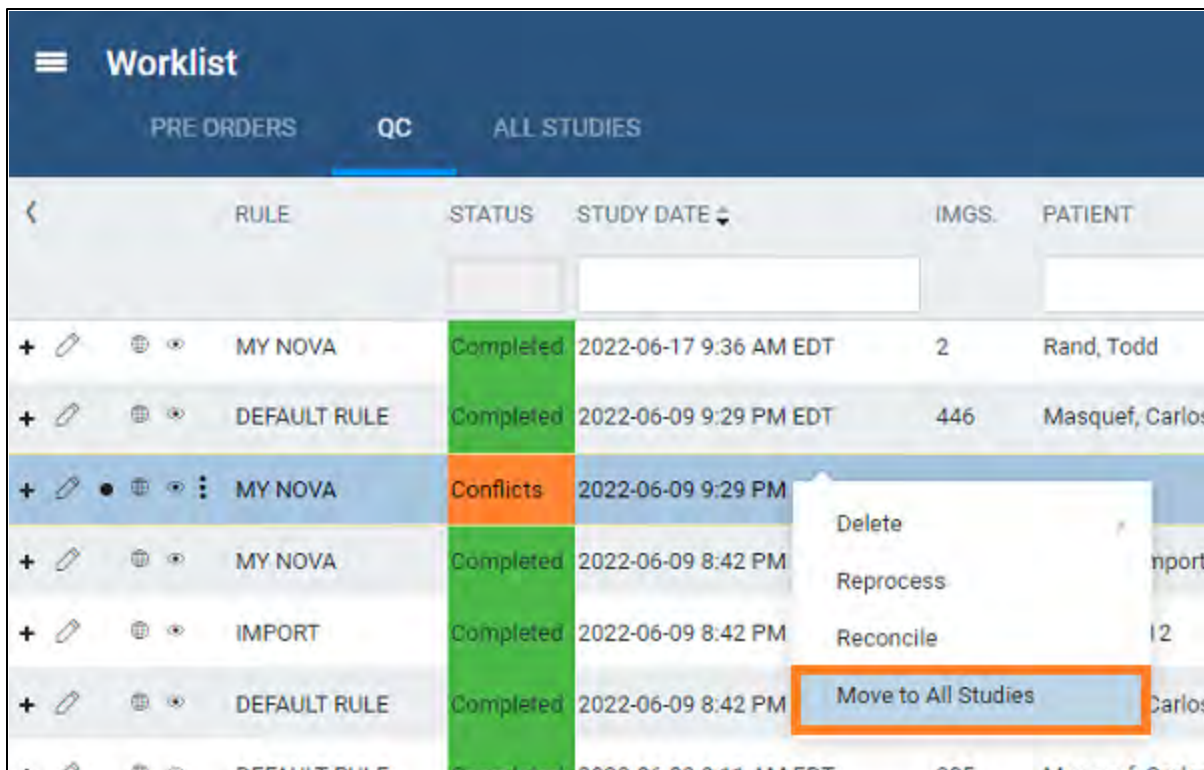 Worklist
PRE ORDERS QC ALL STUDIES
RULE STATUS STUDY DATE IMGS. PATIENT
MY NOVA Completed 2022-06-17 9:36 AM EDT 2 Rand, Todd
DEFAULT RULE Completed 2022-06-09 9:29 PM EDT 446 Masquef, Carlos
MY NOVA Conflicts 2022-06-09 9:29 PM
Delete
MY NOVA Completed 2022-06-09 8:42 PM
Reprocess
IMPORT Completed 2022-06-09 8:42 PM 12
Reconcile
DEFAULT RULE Completed 2022-06-09 8:42 PM Carlos
Move to All Studies
DEFAULT RULE